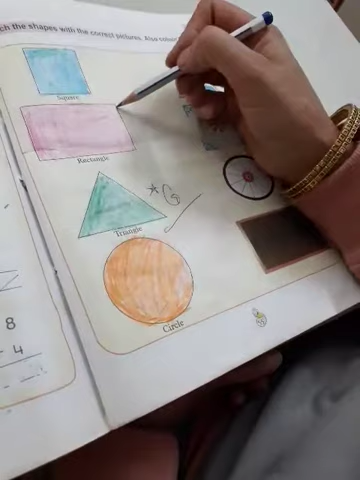 ch the shapes with the correct pictures. Also colour
Square
Rectangle
Triangle
Circle
8
4